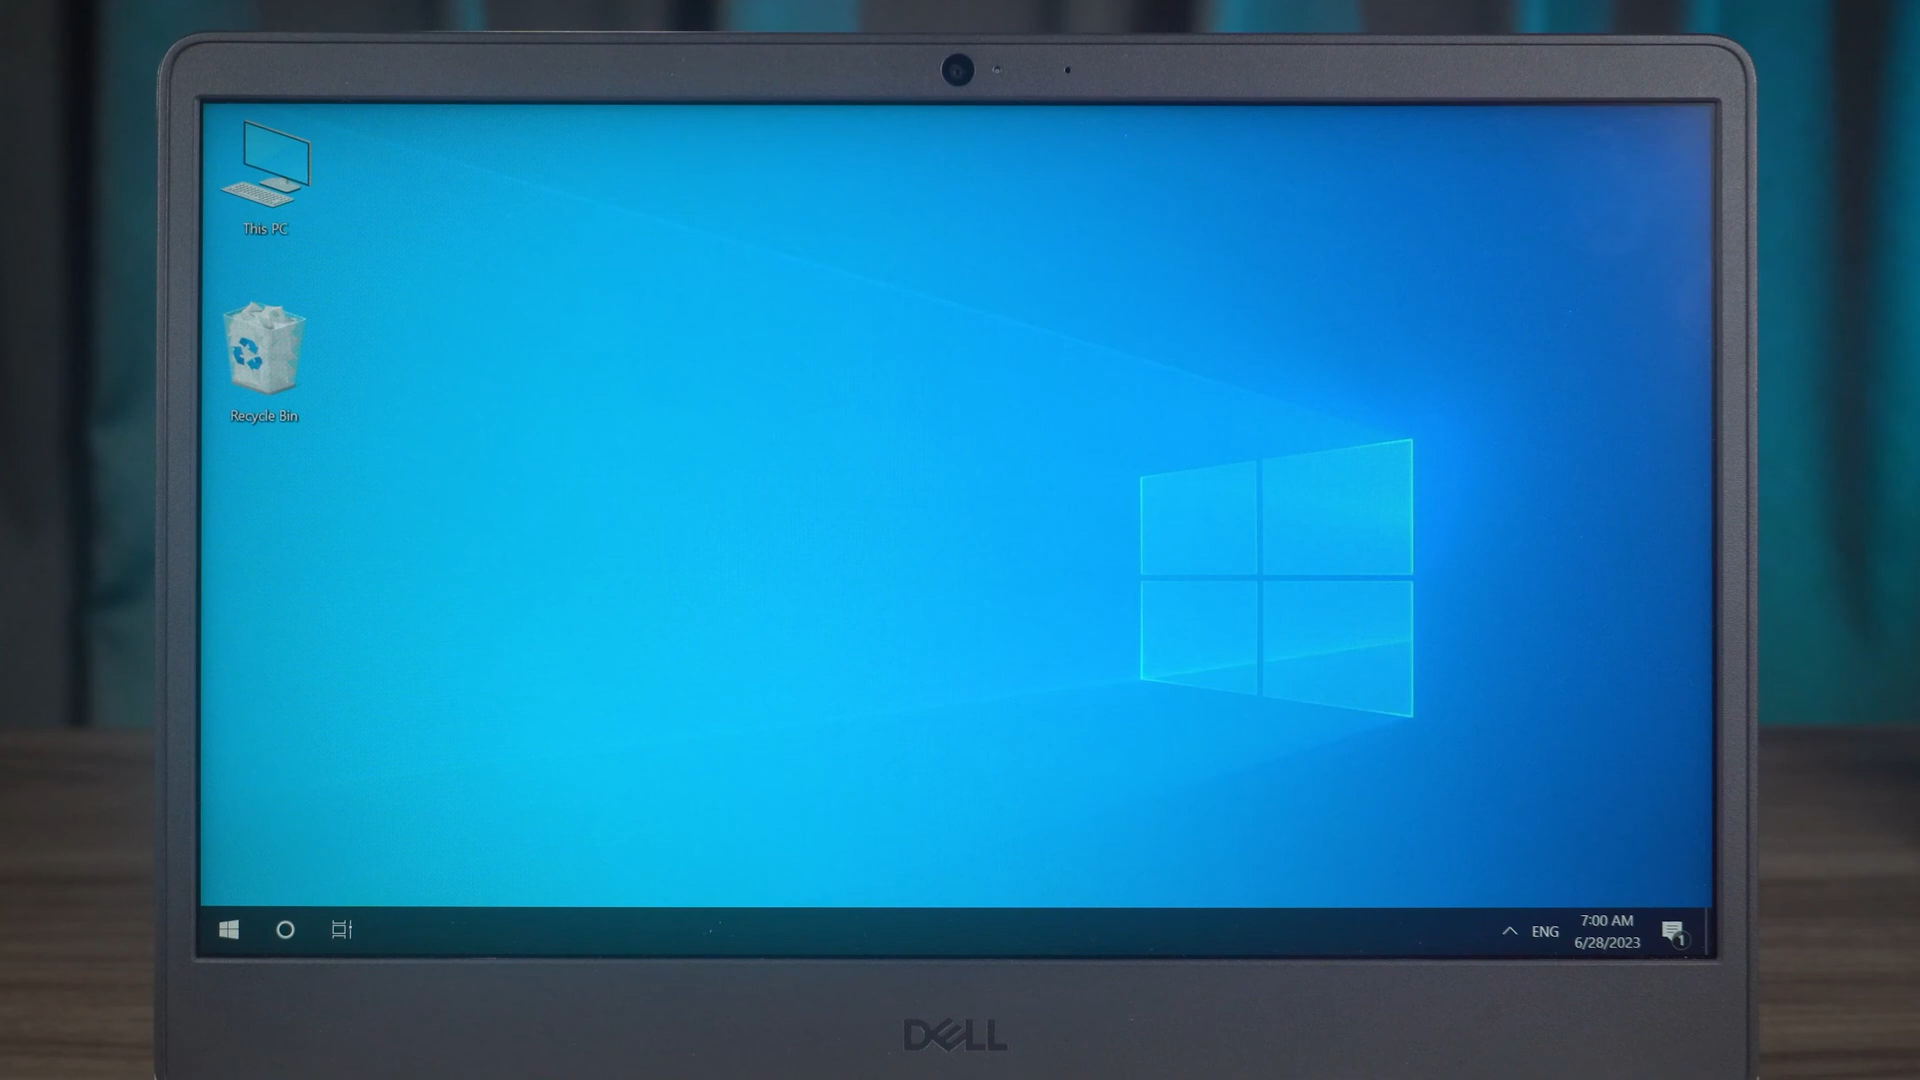 This PC
Recycle Bin
ENG
7:00 AM
6/28/2023
1
DELL